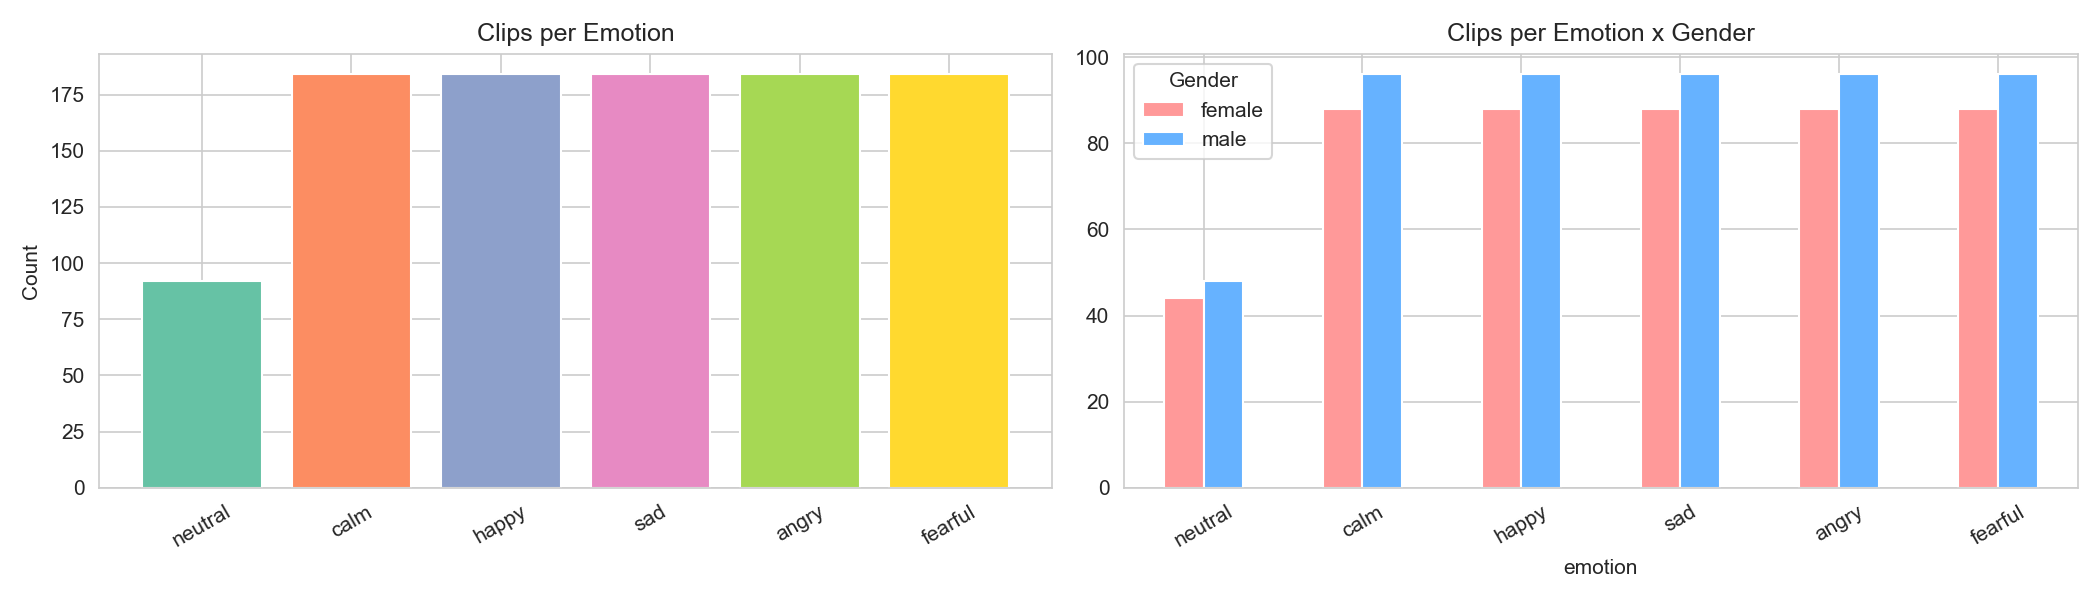 Clips per Emotion
Count
175
150
125
100
75
50
25
0
neutral
calm
happy
sad
angry
fearful
Clips per Emotion x Gender
Gender
female
male
100
80
60
40
20
0
neutral
calm
happy
sad
angry
fearful
emotion